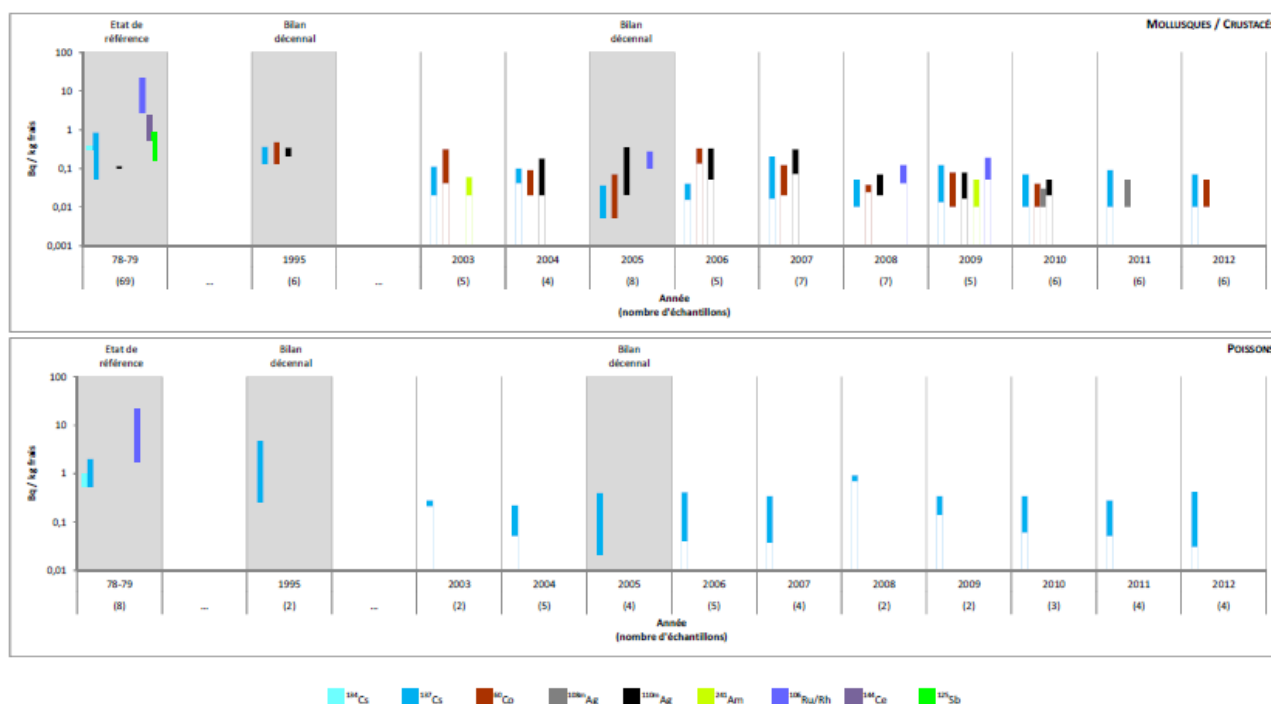 Etat de référence
Bilan décennal
Bilan décennal
MOLLUSQUES / CRUSTACÉ
Bq / kg frais
100
10
1
0,1
0,01
0,001
78-79 1995 2003 2004 2005 2006 2007 2008 2009 2010 2011 2012
(69) ... (6) ... (5) (4) (8) (5) (7) (7) (5) (6) (6) (6)
Année
(nombre d'échantillons)
Etat de référence
Bilan décennal
Bilan décennal
POISSONS
Bq / kg frais
100
10
1
0,1
0,01
78-79 1995 2003 2004 2005 2006 2007 2008 2009 2010 2011 2012
(8) ... (2) ... (2) (5) (4) (5) (4) (2) (2) (3) (4) (4)
Année
(nombre d'échantillons)
134Cs 137Cs 60Co 108mAg 110mAg 241Am 106Ru/Rh 144Ce 125Sb